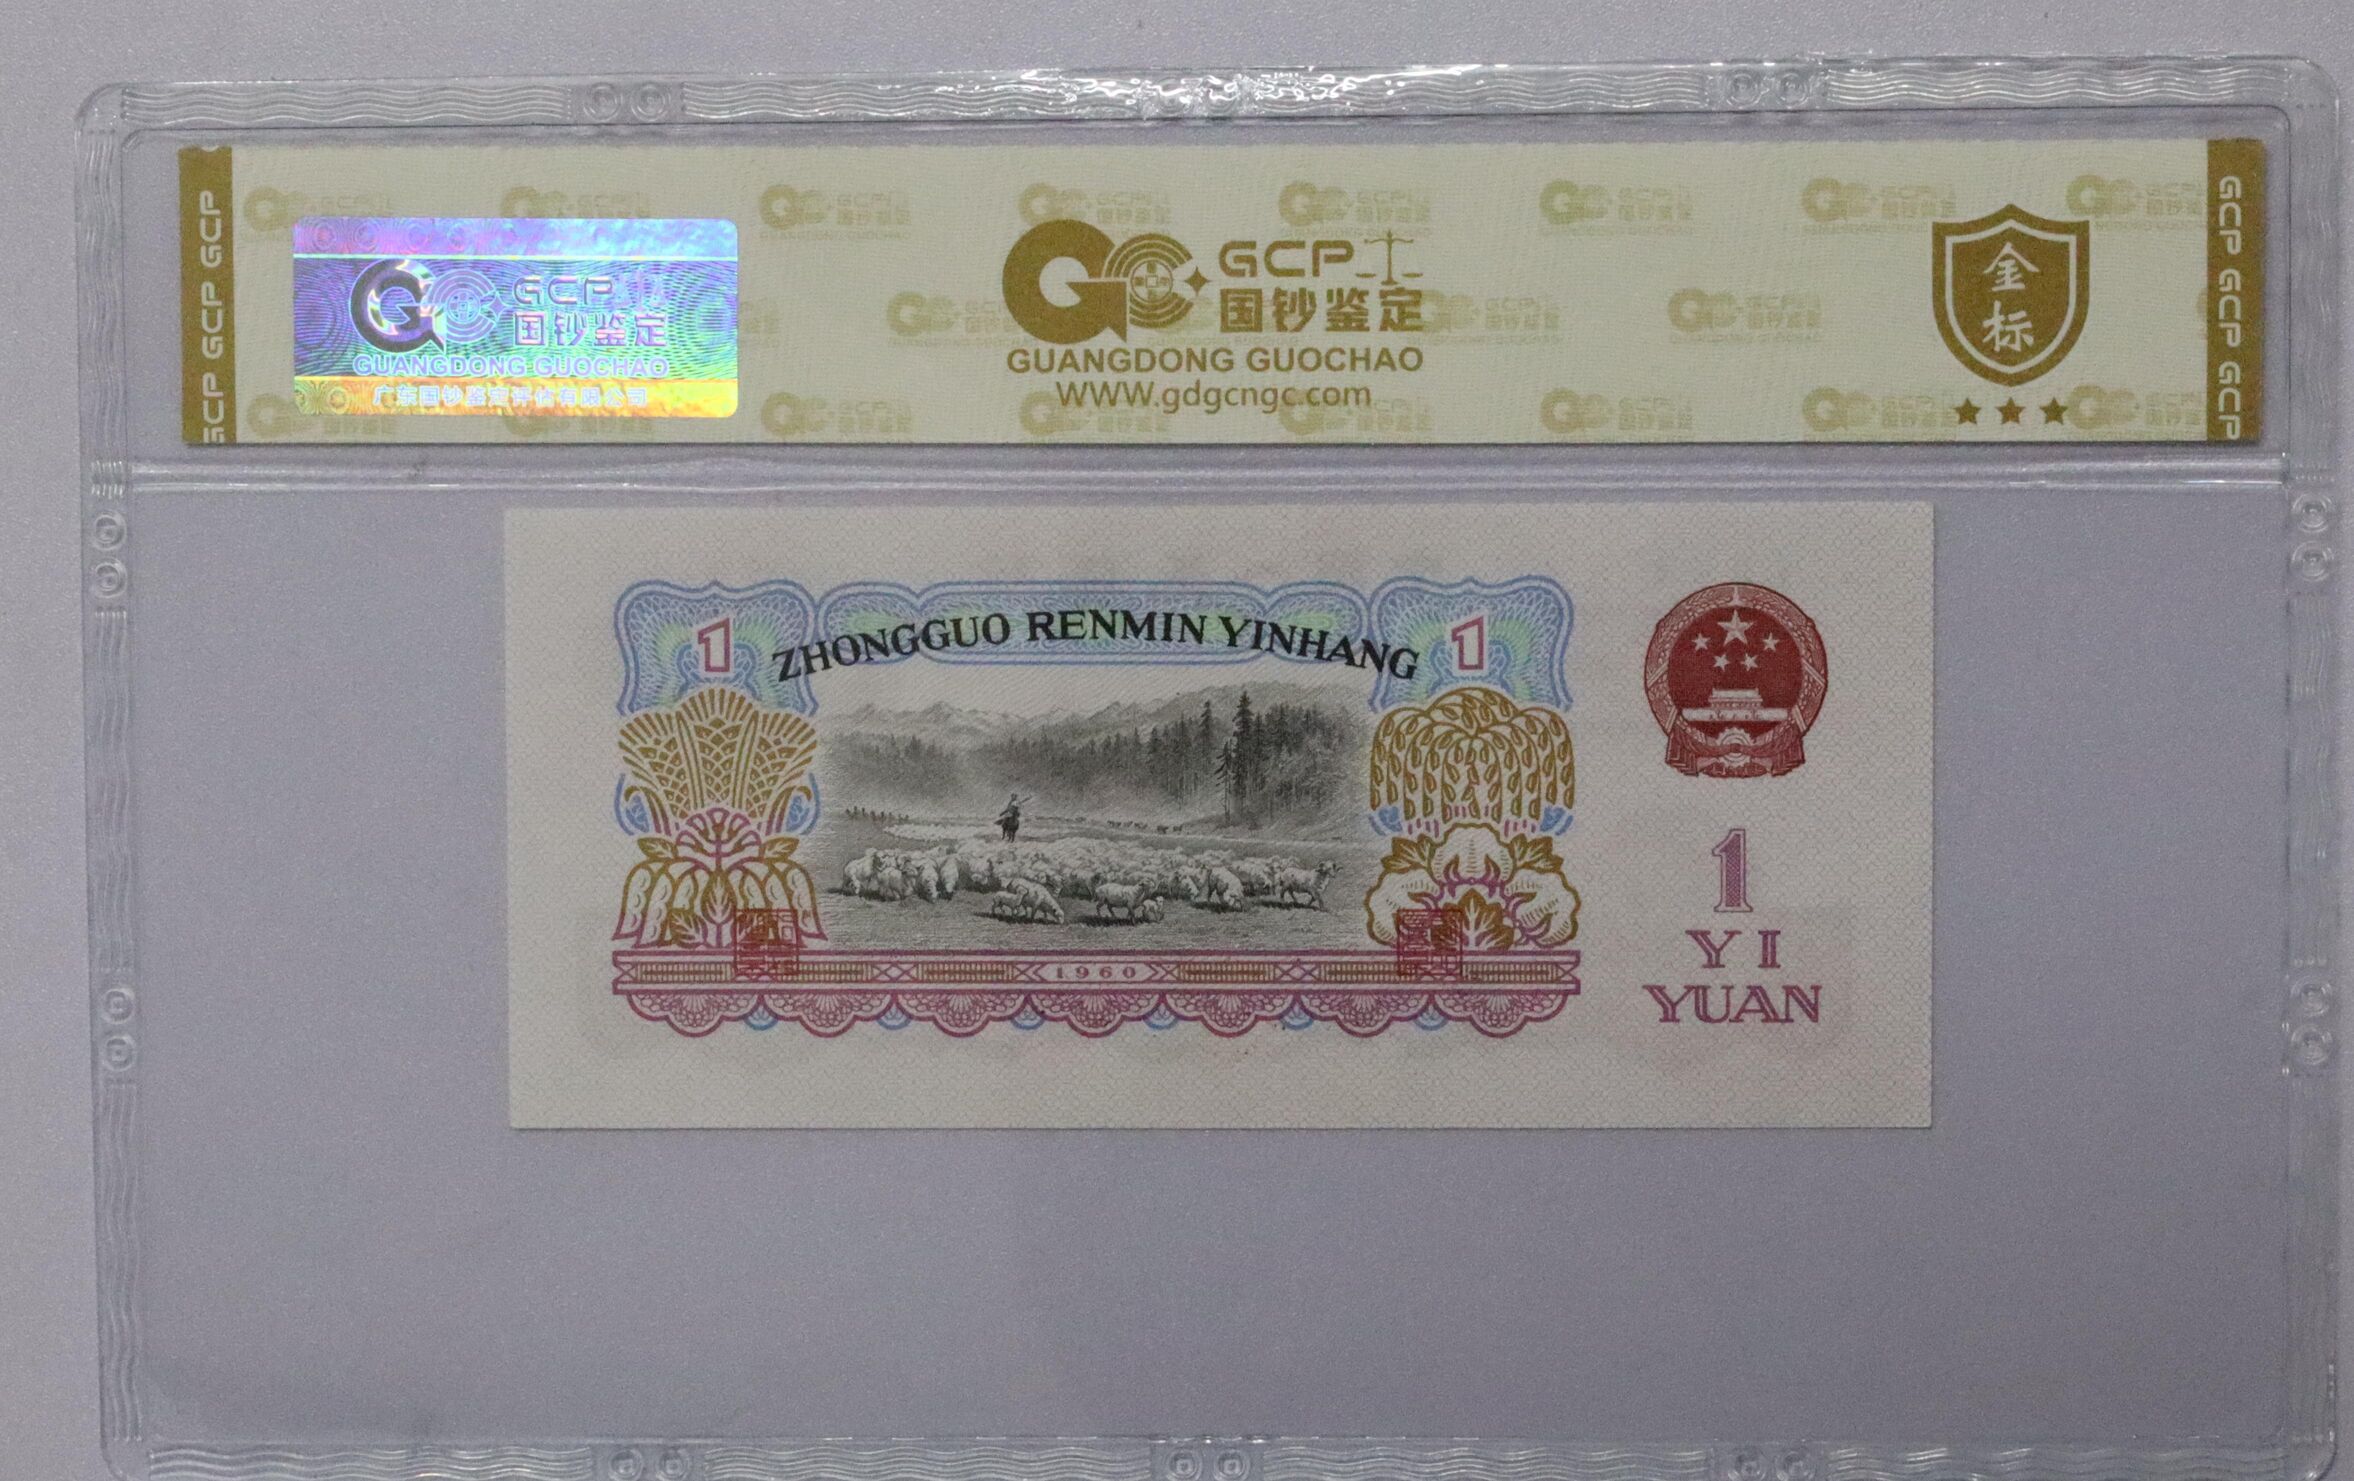 GCP GCP GCP
GCP
国钞鉴定
GUANGDONG GUOCHAO
广东国钞鉴定评估有限公司
GCP
国钞鉴定
GUANGDONG GUOCHAO
WWW.gdgcngc.com
金
标
GCP GCP GCP
1
ZHONGGUO RENMIN YINHANG
1
1960
1
YI
YUAN